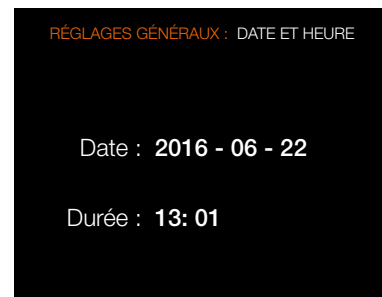 RÉGLAGES GÉNÉRAUX : DATE ET HEURE
Date : 2016 - 06 - 22
Durée : 13: 01